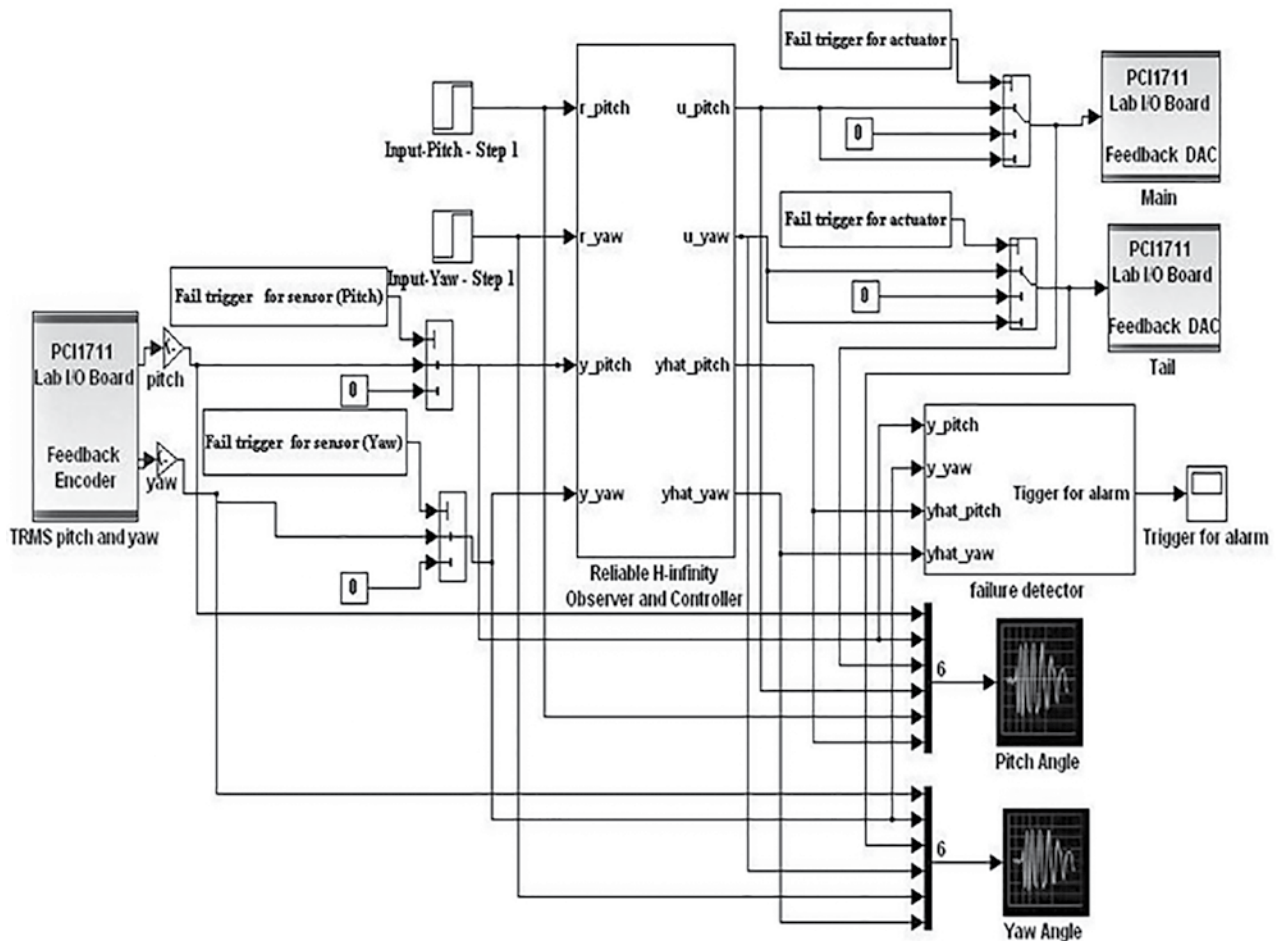 Fail trigger for actuator
0
PCI1711
Lab I/O Board
Feedback DAC
Main
Input-Pitch - Step 1
r_pitch
u_pitch
Fail trigger for actuator
0
PCI1711
Lab I/O Board
Feedback DAC
Tail
Input-Yaw - Step 1
r_yaw
u_yaw
Fail trigger for sensor (Pitch)
0
PCI1711
Lab I/O Board
Feedback
Encoder
TRMS pitch and yaw
pitch
yaw
y_pitch
yhat_pitch
Fail trigger for sensor (Yaw)
0
y_yaw
yhat_yaw
Reliable H-infinity
Observer and Controller
y_pitch
y_yaw
yhat_pitch
yhat_yaw
Tigger for alarm
failure detector
Trigger for alarm
6
Pitch Angle
6
Yaw Angle